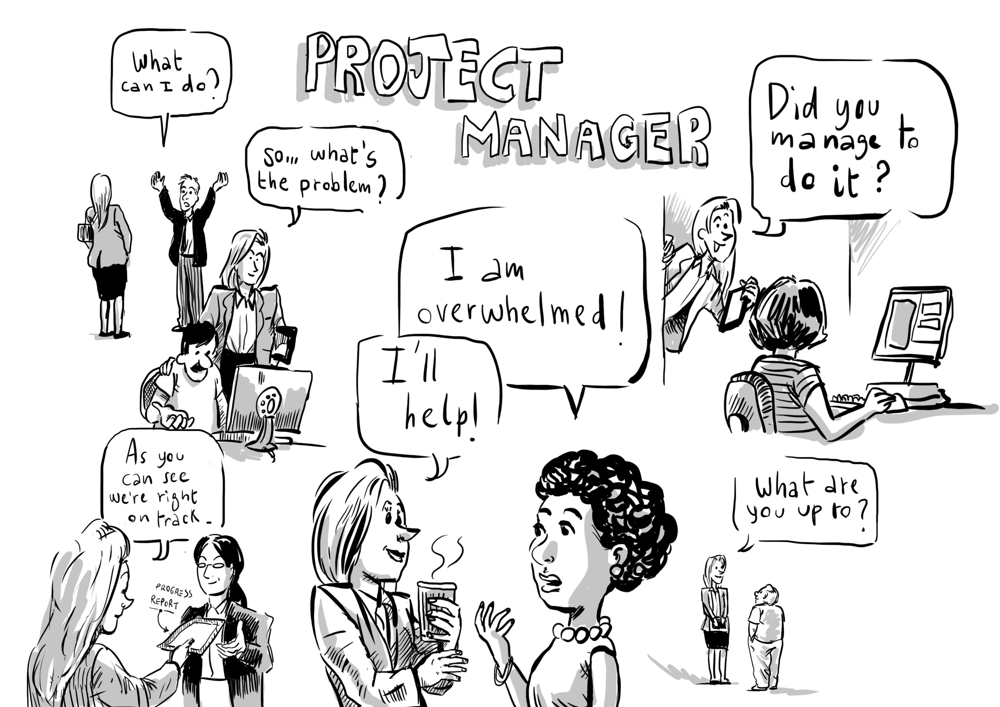 PROJECT
MANAGER
What
can I do?
So... what's
the problem?
Did you
manage to
do it?
I am
overwhelmed!
I'll
help!
As you
can see
we're right
on track.
PROGRESS
REPORT
What are
you up to?